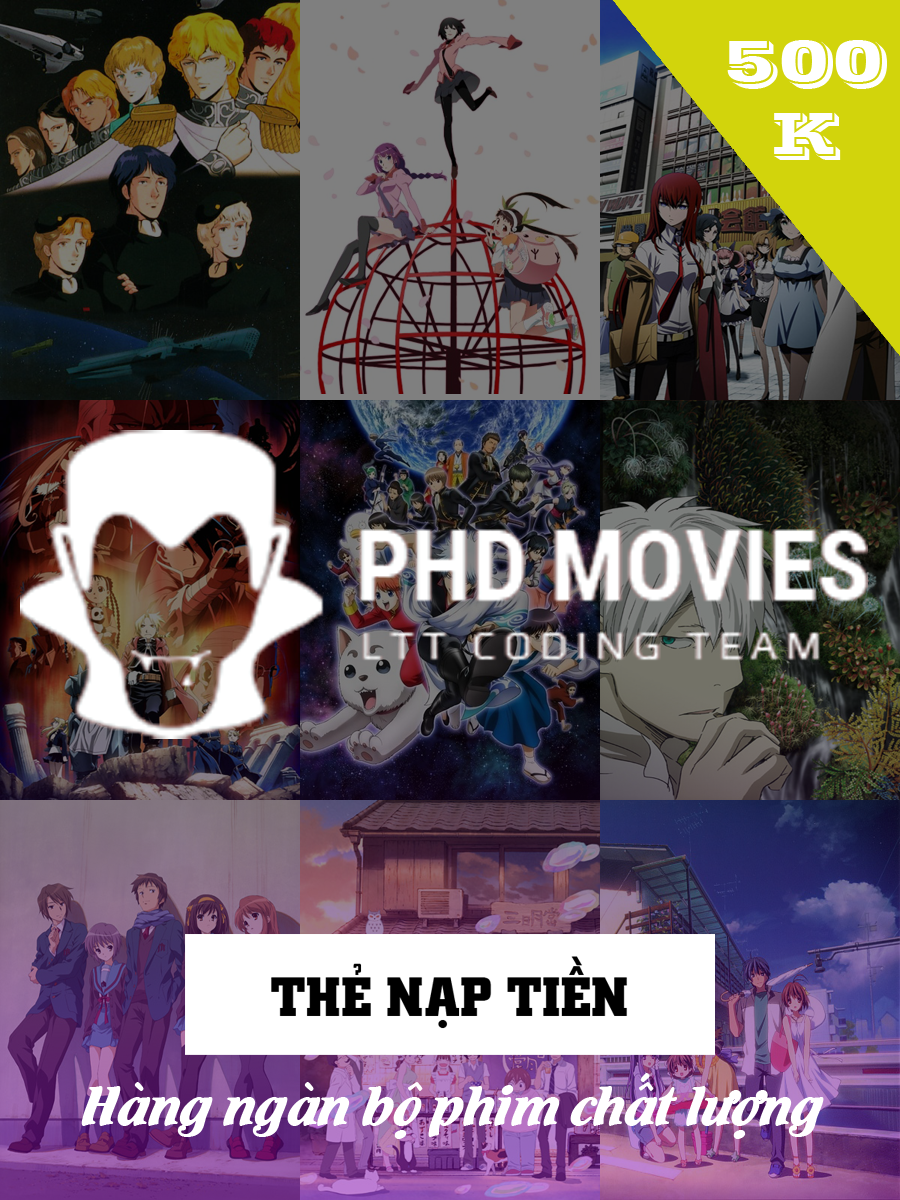 500
K
PHD MOVIES
LTT CODING TEAM
THẺ NẠP TIỀN
Hàng ngàn bộ phim chất lượng